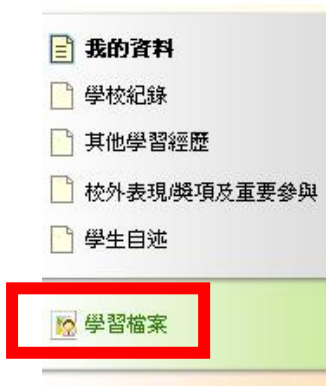 我的資料
學校紀錄
其他學習經歷
校外表現/獎項及重要參與
學生自述
學習檔案